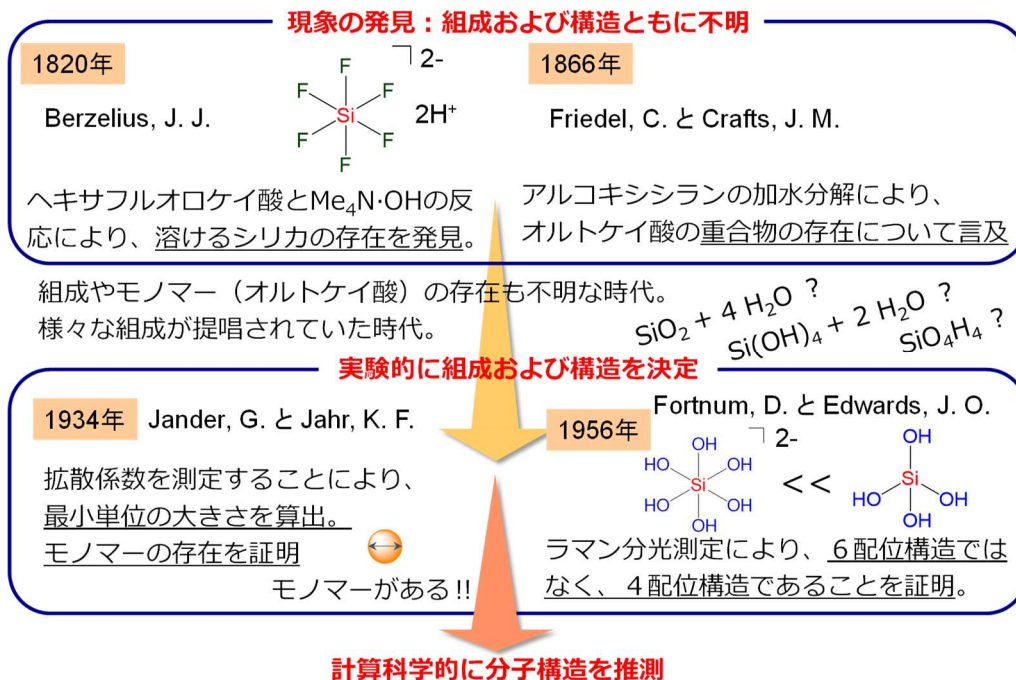 現象の発見：組成および構造ともに不明
1820年
Berzelius, J. J.
F
F
F
Si
F
F
F
2-
2H⁺
ヘキサフルオロケイ酸とMe₄N·OHの反
応により、溶けるシリカの存在を発見。
1866年
Friedel, C. と Crafts, J. M.
アルコキシシランの加水分解により、
オルトケイ酸の重合物の存在について言及
組成やモノマー（オルトケイ酸）の存在も不明な時代。
様々な組成が提唱されていた時代。
SiO₂ + 4 H₂O ?
Si(OH)₄ + 2 H₂O ?
SiO₄H₄ ?
実験的に組成および構造を決定
1934年
Jander, G. と Jahr, K. F.
拡散係数を測定することにより、
最小単位の大きさを算出。
モノマーの存在を証明
モノマーがある!!
Fortnum, D. と Edwards, J. O.
1956年
OH
HO
OH
Si
HO
OH
OH
2-
<<
OH
Si
HO
OH
OH
ラマン分光測定により、６配位構造では
なく、４配位構造であることを証明。
計算科学的に分子構造を推測